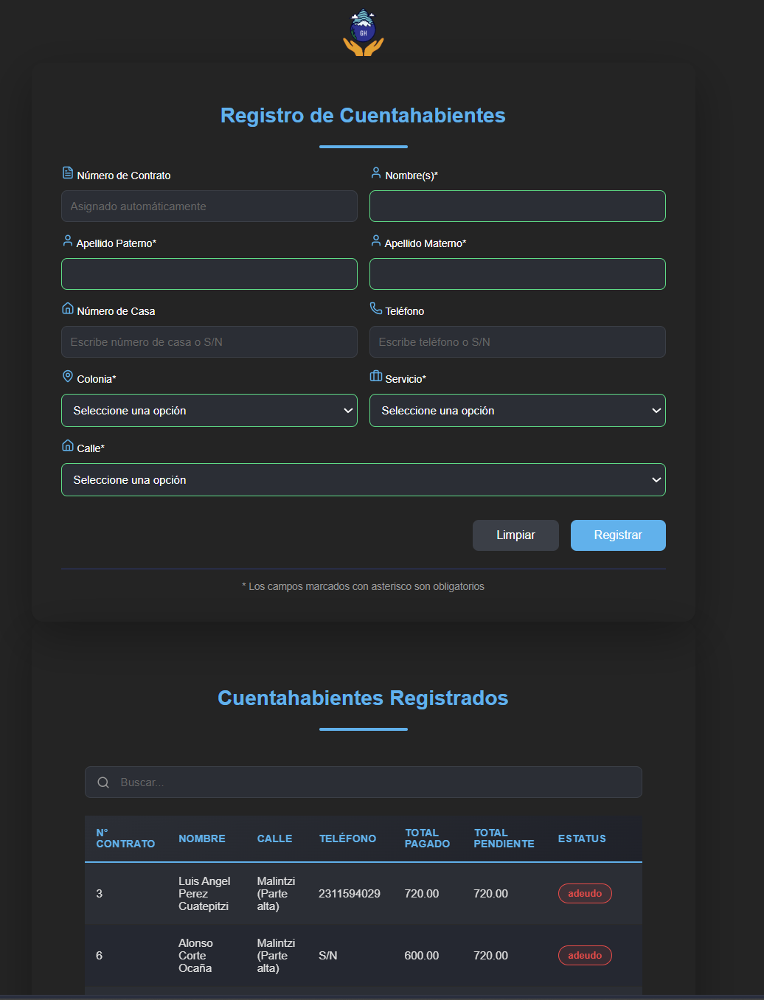 GH
Registro de Cuentahabientes
Número de Contrato
Nombre(s)*
Asignado automáticamente
Apellido Paterno*
Apellido Materno*
Número de Casa
Teléfono
Escribe número de casa o S/N
Escribe teléfono o S/N
Colonia*
Servicio*
Seleccione una opción
Seleccione una opción
Calle*
Seleccione una opción
Limpiar
Registrar
* Los campos marcados con asterisco son obligatorios
Cuentahabientes Registrados
Buscar...
N° CONTRATO NOMBRE CALLE TELÉFONO TOTAL PAGADO TOTAL PENDIENTE ESTATUS
3 Luis Angel Perez Cuatepitzi Malintzi (Parte alta) 2311594029 720.00 720.00 adeudo
6 Alonso Corte Ocaña Malintzi (Parte alta) S/N 600.00 720.00 adeudo